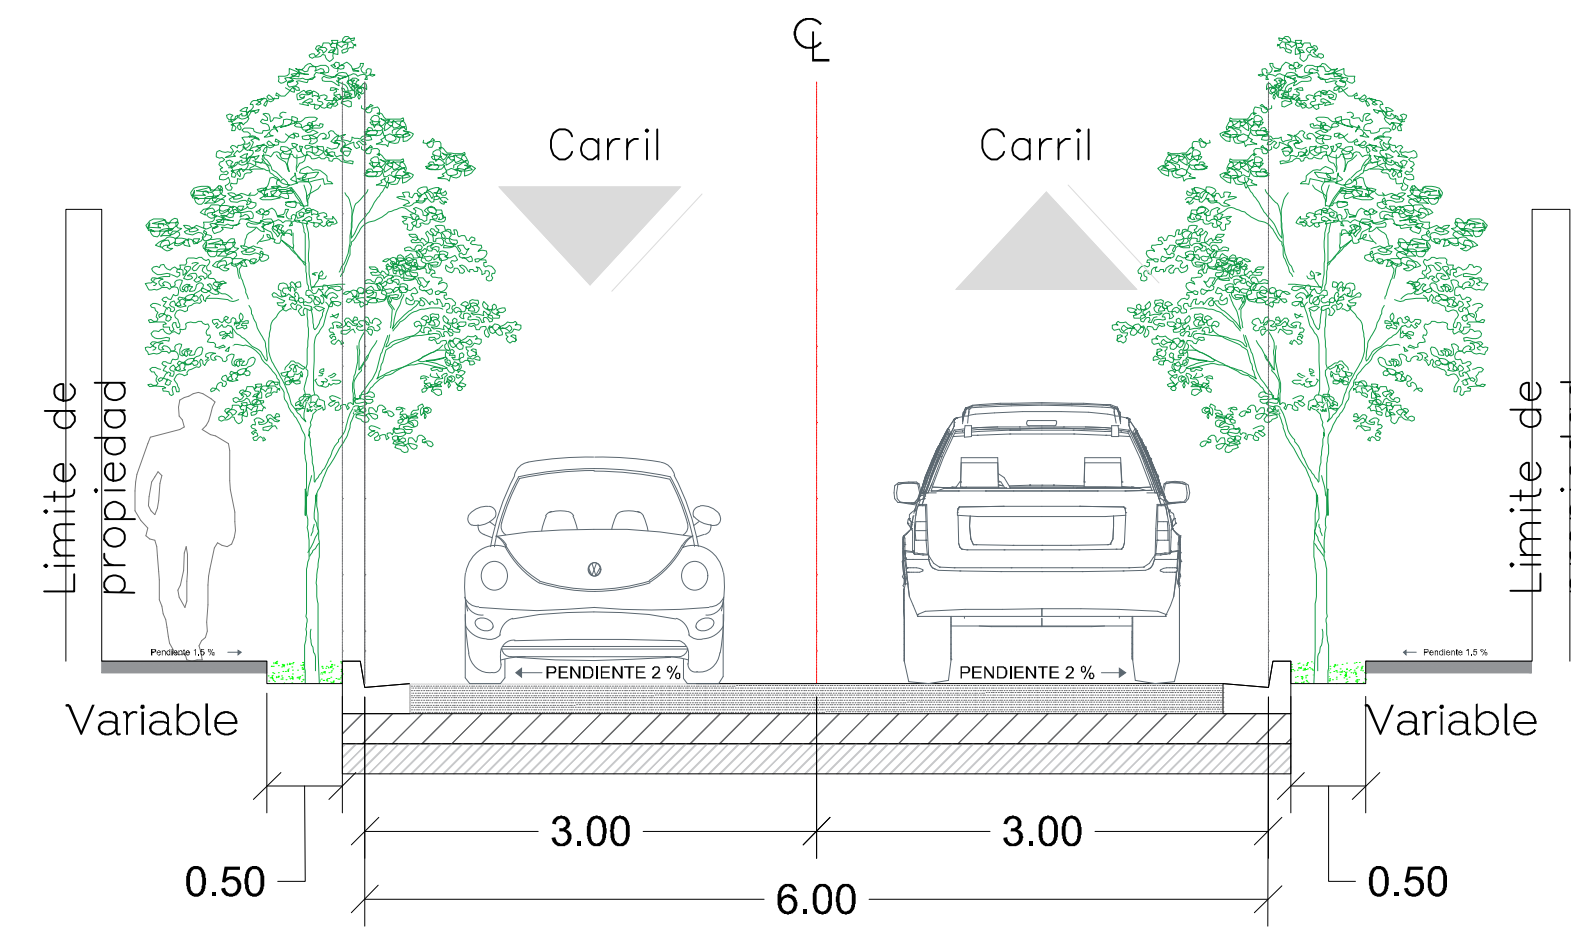 CL
Carril
Carril
Limite de
propiedad
Limite de
Pendiente 1,5 %
PENDIENTE 2 %
PENDIENTE 2 %
Pendiente 1,5 %
Variable
Variable
3.00
3.00
0.50
0.50
6.00